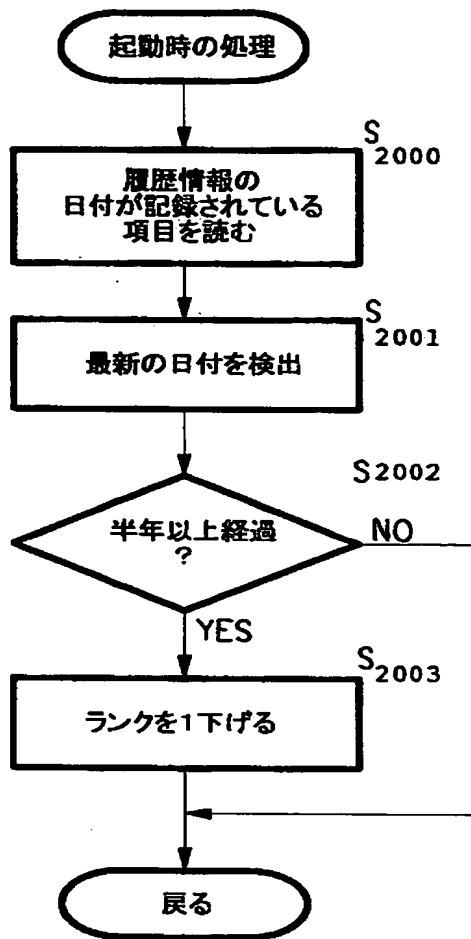 起動時の処理
S2000
履歴情報の
日付が記録されている
項目を読む
S2001
最新の日付を検出
S2002
半年以上経過
?
NO
YES
S2003
ランクを1下げる
戻る